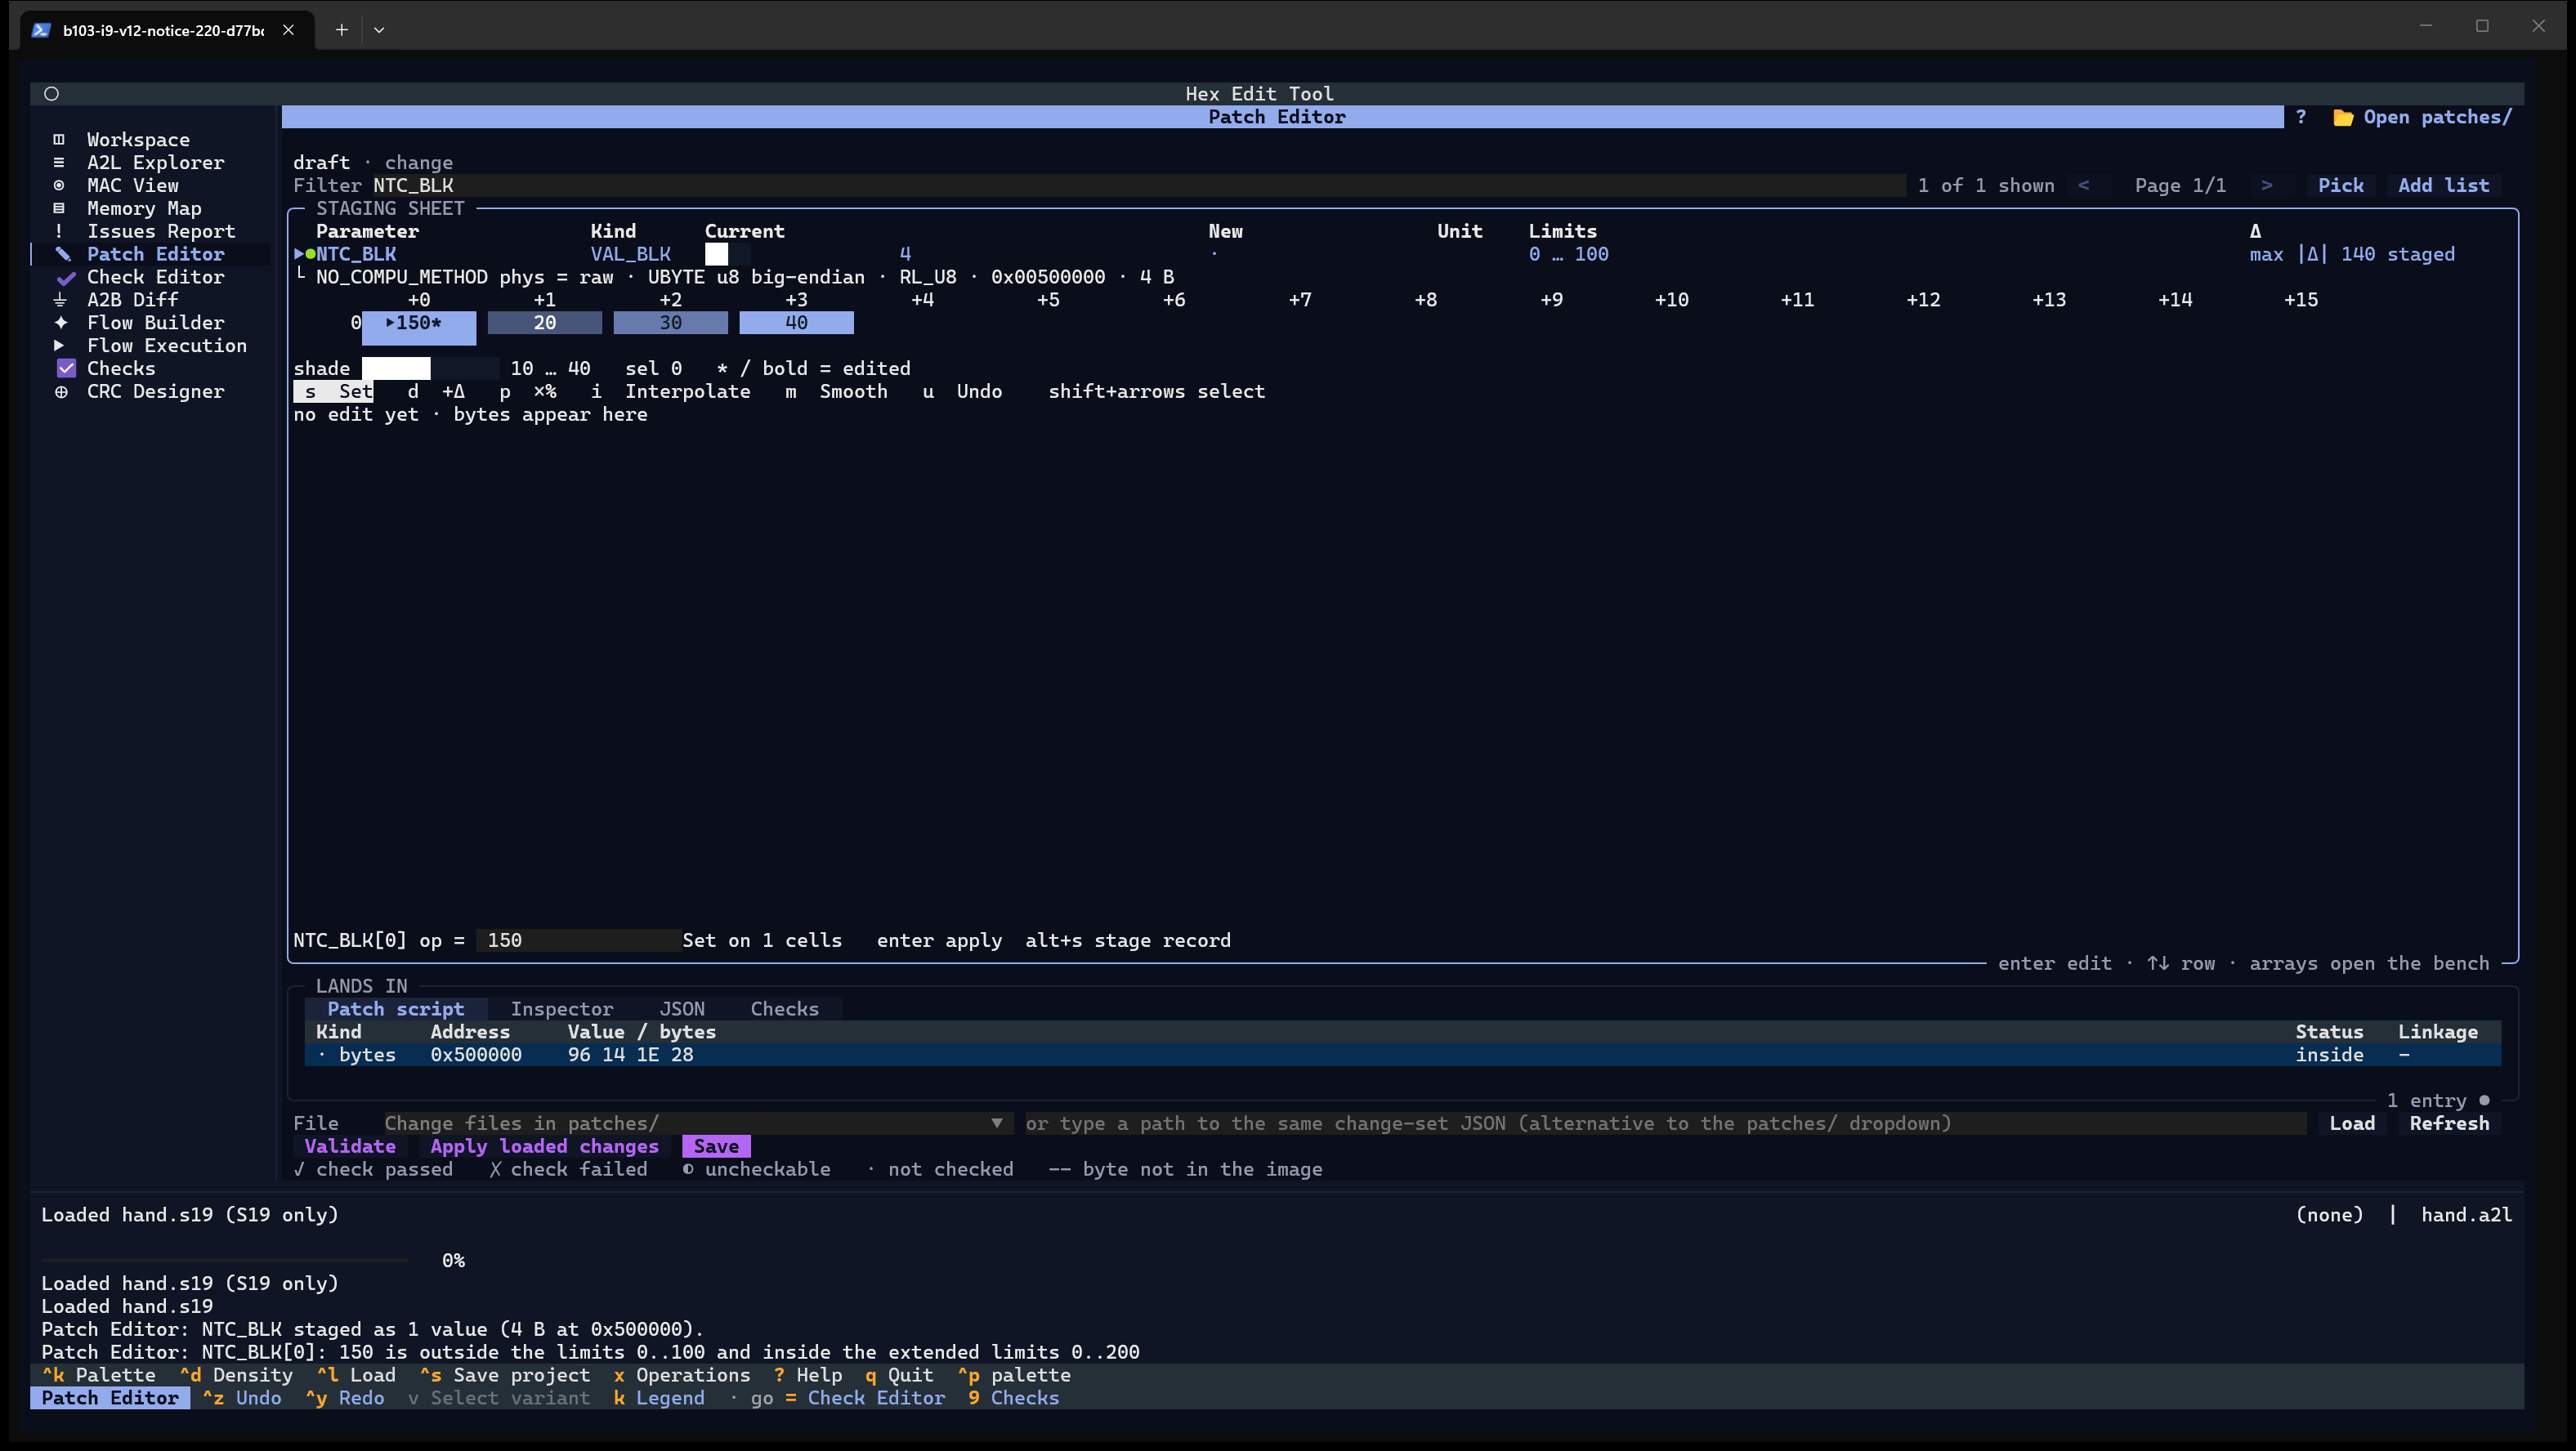 b103-i9-v12-notice-220-d77b
Hex Edit Tool
Patch Editor ? Open patches/
Workspace
A2L Explorer
MAC View
Memory Map
! Issues Report
Patch Editor
Check Editor
A2B Diff
Flow Builder
Flow Execution
Checks
CRC Designer
draft · change
Filter NTC_BLK 1 of 1 shown < Page 1/1 > Pick Add list
STAGING SHEET
Parameter Kind Current New Unit Limits Δ
▶●NTC_BLK VAL_BLK 4 · 0 … 100 max |Δ| 140 staged
└ NO_COMPU_METHOD phys = raw · UBYTE u8 big-endian · RL_U8 · 0x00500000 · 4 B
+0 +1 +2 +3 +4 +5 +6 +7 +8 +9 +10 +11 +12 +13 +14 +15
0 ▸150* 20 30 40
shade 10 … 40 sel 0 * / bold = edited
s Set d +Δ p ×% i Interpolate m Smooth u Undo shift+arrows select
no edit yet · bytes appear here
NTC_BLK[0] op = 150 Set on 1 cells enter apply alt+s stage record
enter edit · ↑↓ row · arrays open the bench
LANDS IN
Patch script Inspector JSON Checks
Kind Address Value / bytes Status Linkage
· bytes 0x500000 96 14 1E 28 inside –
1 entry ●
File Change files in patches/ ▼ or type a path to the same change-set JSON (alternative to the patches/ dropdown) Load Refresh
Validate Apply loaded changes Save
✓ check passed ✗ check failed ◐ uncheckable · not checked -- byte not in the image
Loaded hand.s19 (S19 only) (none) | hand.a2l
0%
Loaded hand.s19 (S19 only)
Loaded hand.s19
Patch Editor: NTC_BLK staged as 1 value (4 B at 0x500000).
Patch Editor: NTC_BLK[0]: 150 is outside the limits 0..100 and inside the extended limits 0..200
^k Palette ^d Density ^l Load ^s Save project x Operations ? Help q Quit ^p palette
Patch Editor ^z Undo ^y Redo v Select variant k Legend · go = Check Editor 9 Checks